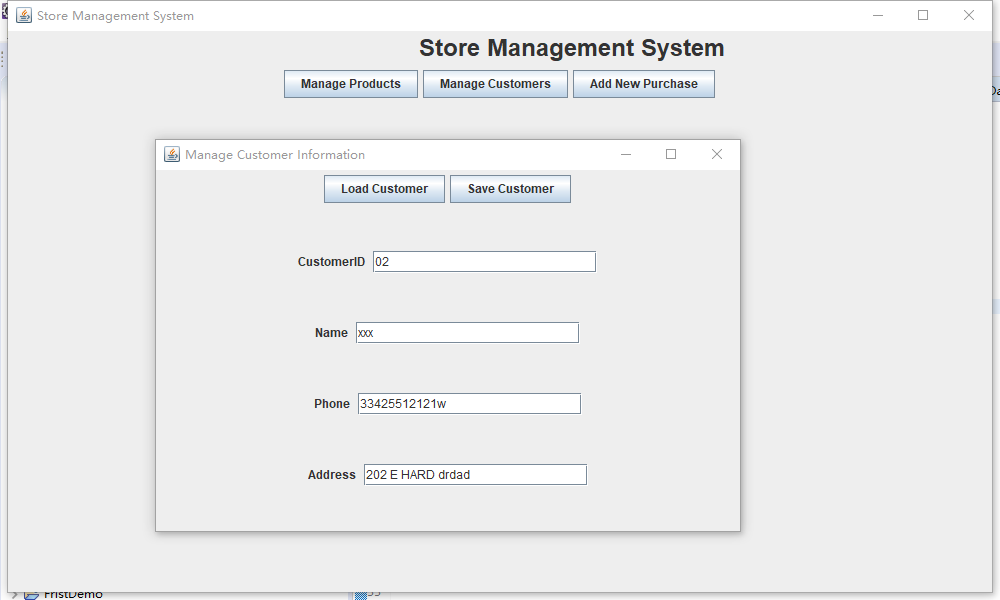 Store Management System
Store Management System
Manage Products Manage Customers Add New Purchase
Manage Customer Information
Load Customer Save Customer
CustomerID 02
Name xxx
Phone 33425512121w
Address 202 E HARD drdad
FristDemo